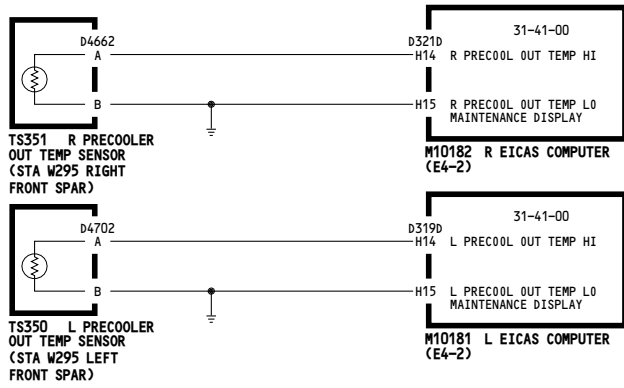 31-41-00
D4662
D321D
A
H14 R PRECOOL OUT TEMP HI
B
H15 R PRECOOL OUT TEMP LO
MAINTENANCE DISPLAY
TS351 R PRECOOLER
OUT TEMP SENSOR
(STA W295 RIGHT
FRONT SPAR)
M10182 R EICAS COMPUTER
(E4-2)
31-41-00
D4702
D319D
A
H14 L PRECOOL OUT TEMP HI
B
H15 L PRECOOL OUT TEMP LO
MAINTENANCE DISPLAY
TS350 L PRECOOLER
OUT TEMP SENSOR
(STA W295 LEFT
FRONT SPAR)
M10181 L EICAS COMPUTER
(E4-2)